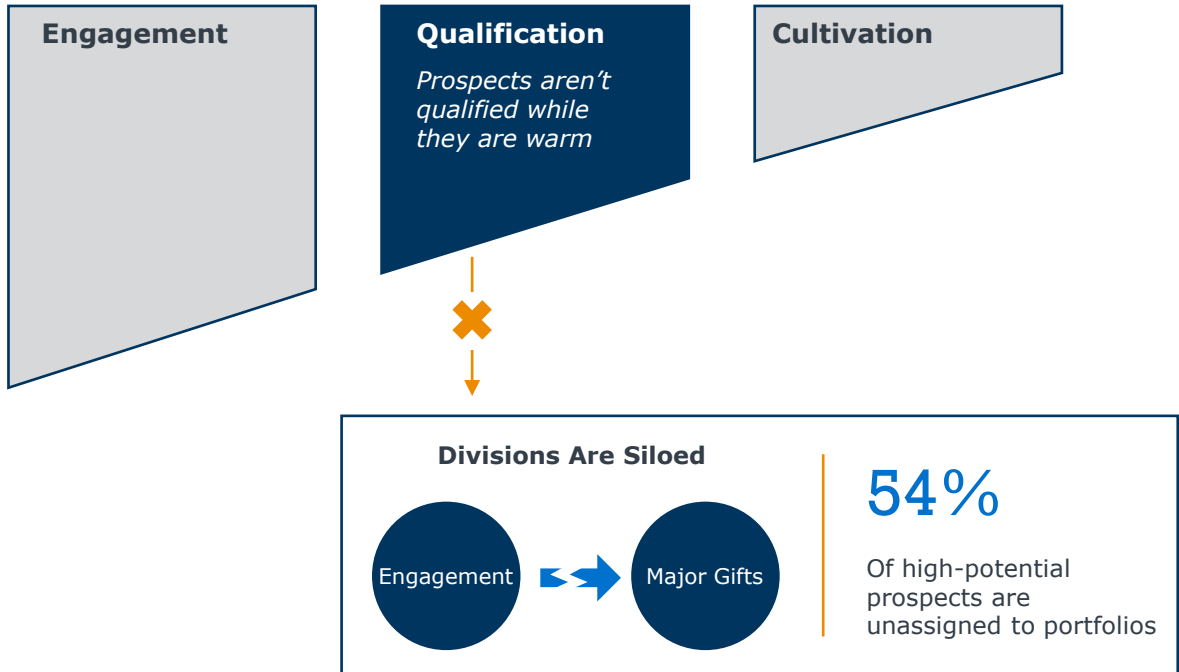 Engagement
Qualification
Prospects aren’t
qualified while
they are warm
Cultivation
Divisions Are Siloed
Engagement
Major Gifts
54%
Of high-potential
prospects are
unassigned to portfolios